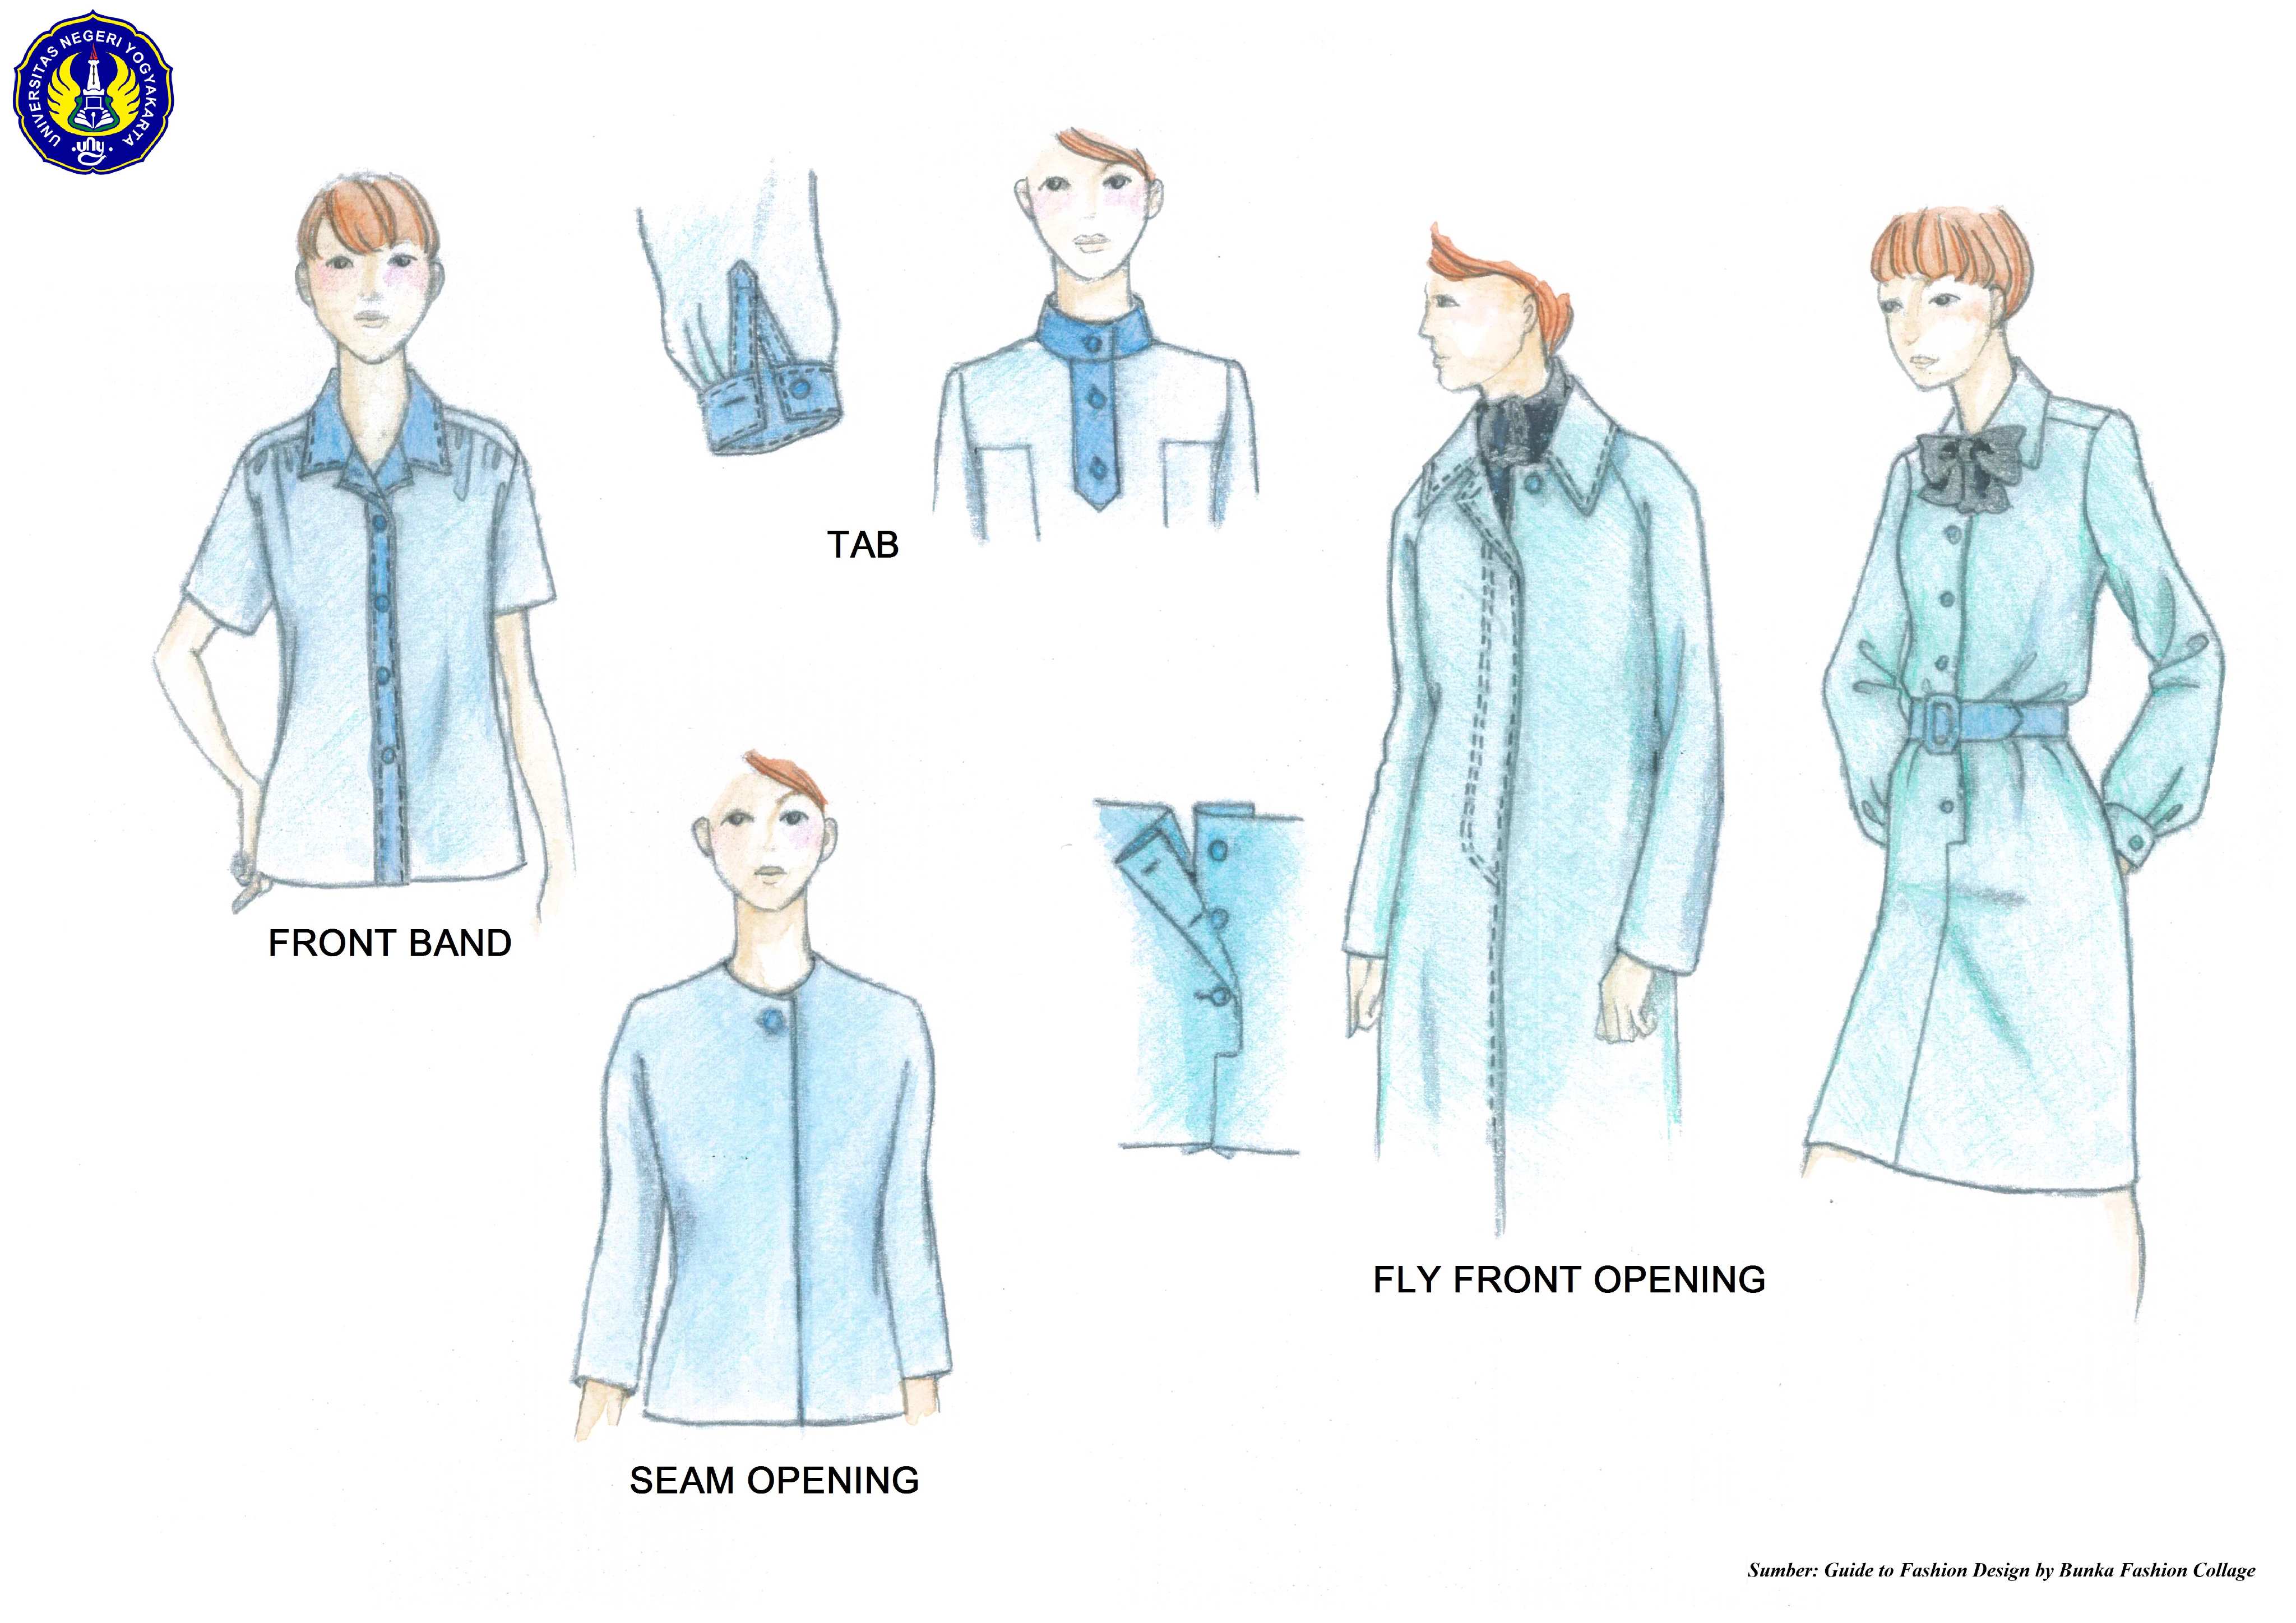 UNIVERSITAS NEGERI YOGYAKARTA
uny
TAB
FRONT BAND
FLY FRONT OPENING
SEAM OPENING
Sumber: Guide to Fashion Design by Bunka Fashion Collage